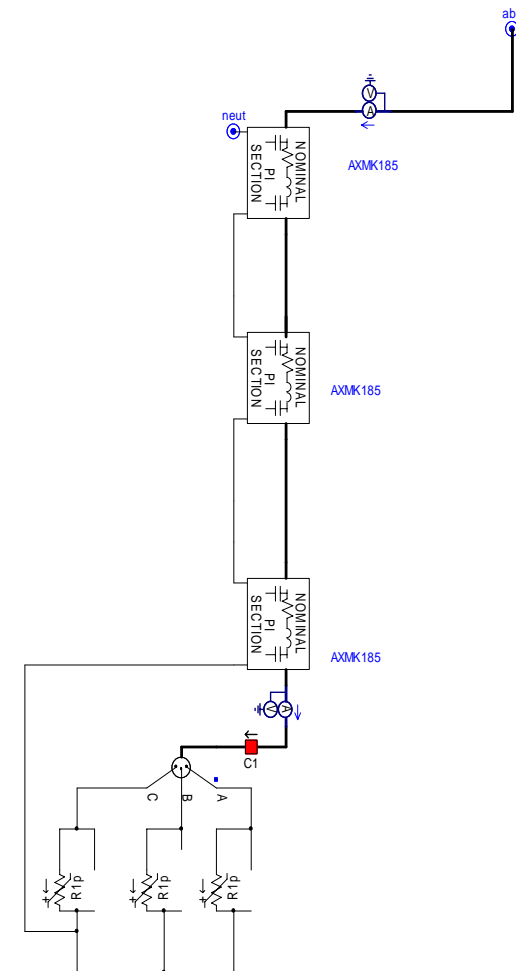 ab
V
A
neut
NOMINAL
PI
SECTION
AXMK185
NOMINAL
PI
SECTION
AXMK185
NOMINAL
PI
SECTION
AXMK185
V
A
C1
C
B
A
R1p
R1p
R1p